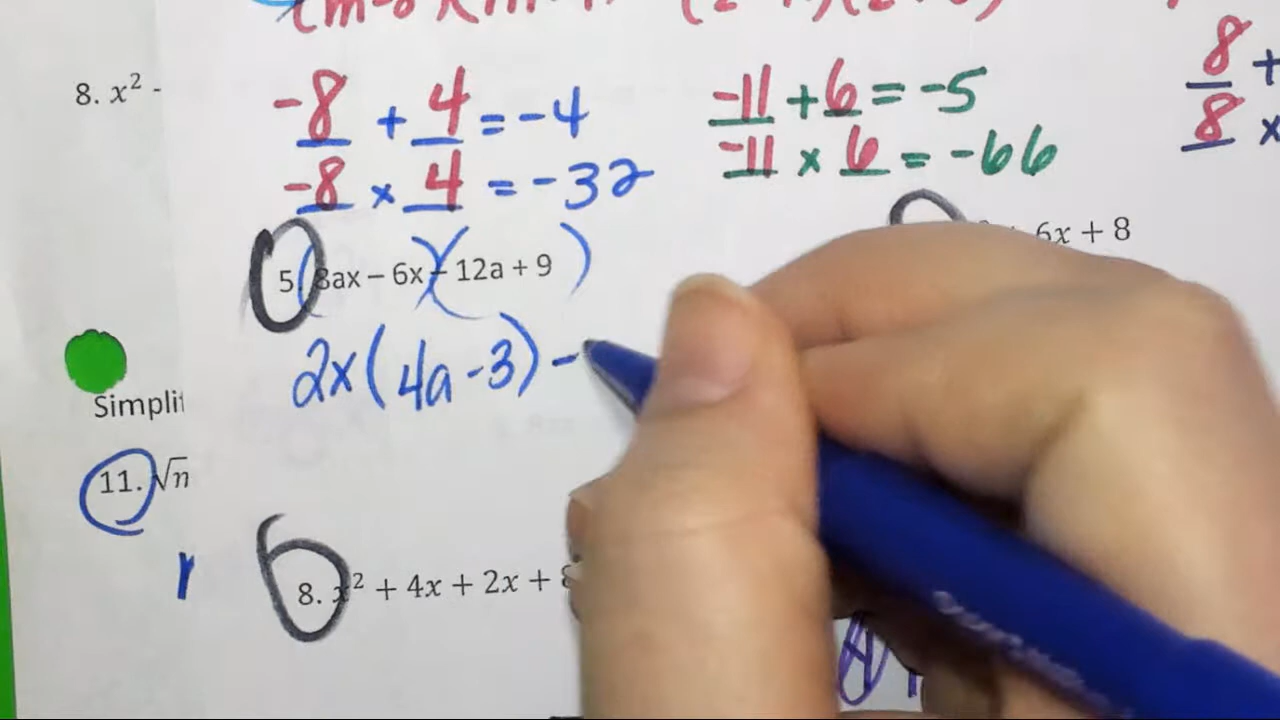 8. x² -
-8 + 4 = -4
-8 x 4 = -32
-11 + 6 = -5
-11 x 6 = -66
8 +
8 x
5. (8ax – 6x)(– 12a + 9 )
6x + 8
2x(4a-3) -
Simplif
11. √n
8. x² + 4x + 2x + 8